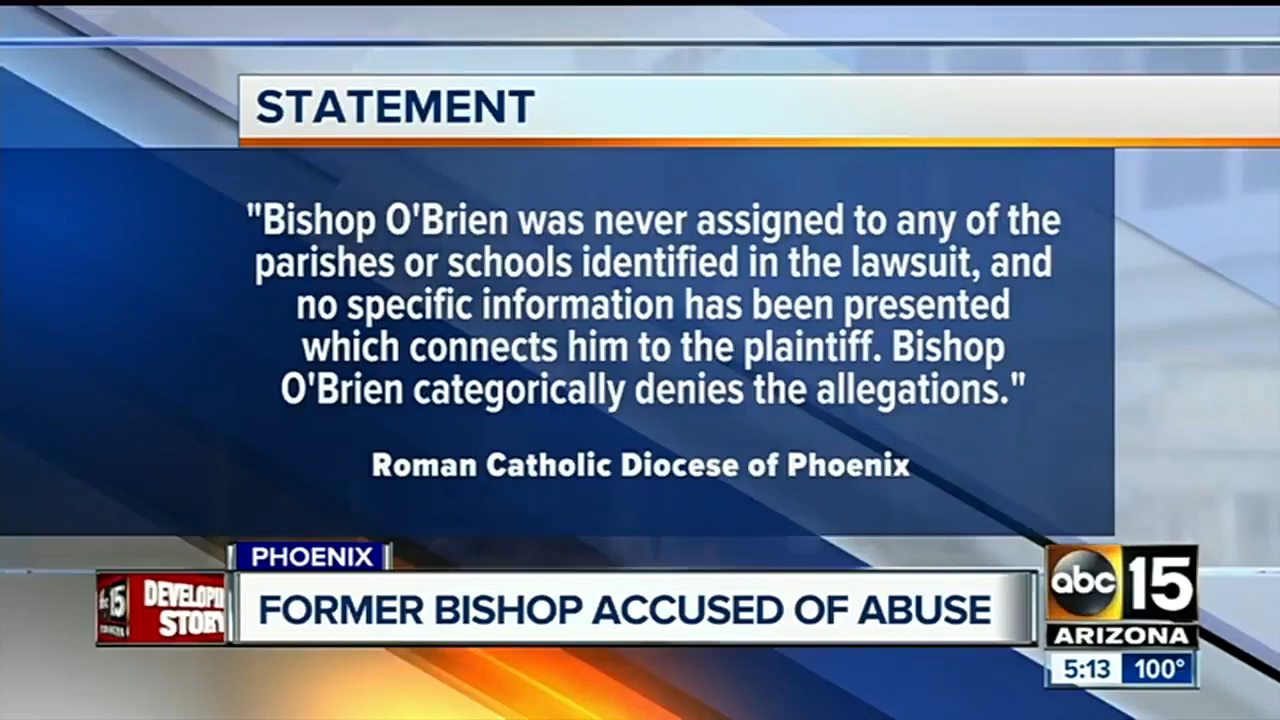 STATEMENT
"Bishop O'Brien was never assigned to any of the
parishes or schools identified in the lawsuit, and
no specific information has been presented
which connects him to the plaintiff. Bishop
O'Brien categorically denies the allegations."
Roman Catholic Diocese of Phoenix
PHOENIX
FORMER BISHOP ACCUSED OF ABUSE
abc 15
ARIZONA
5:13 100°